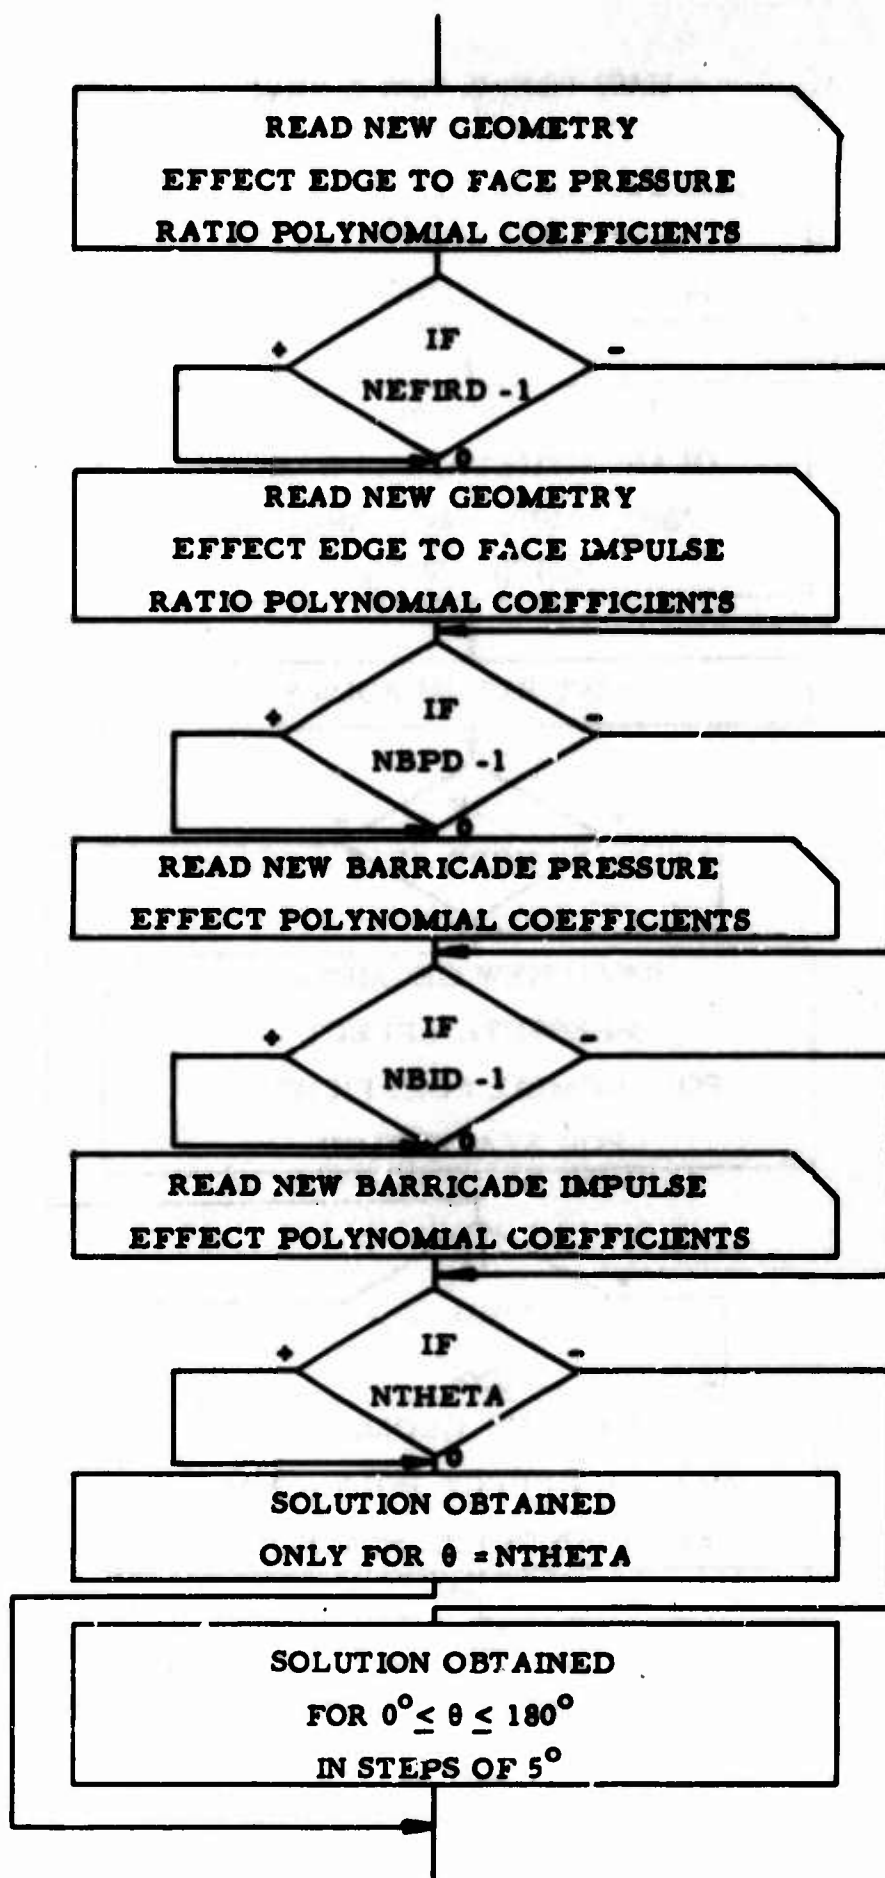 READ NEW GEOMETRY
EFFECT EDGE TO FACE PRESSURE
RATIO POLYNOMIAL COEFFICIENTS
IF
+ -
NEFIRD -1
0
READ NEW GEOMETRY
EFFECT EDGE TO FACE IMPULSE
RATIO POLYNOMIAL COEFFICIENTS
IF
+ -
NBPD -1
0
READ NEW BARRICADE PRESSURE
EFFECT POLYNOMIAL COEFFICIENTS
IF
+ -
NBID -1
0
READ NEW BARRICADE IMPULSE
EFFECT POLYNOMIAL COEFFICIENTS
IF
+ -
NTHETA
0
SOLUTION OBTAINED
ONLY FOR θ = NTHETA
SOLUTION OBTAINED
FOR 0° ≤ θ ≤ 180°
IN STEPS OF 5°